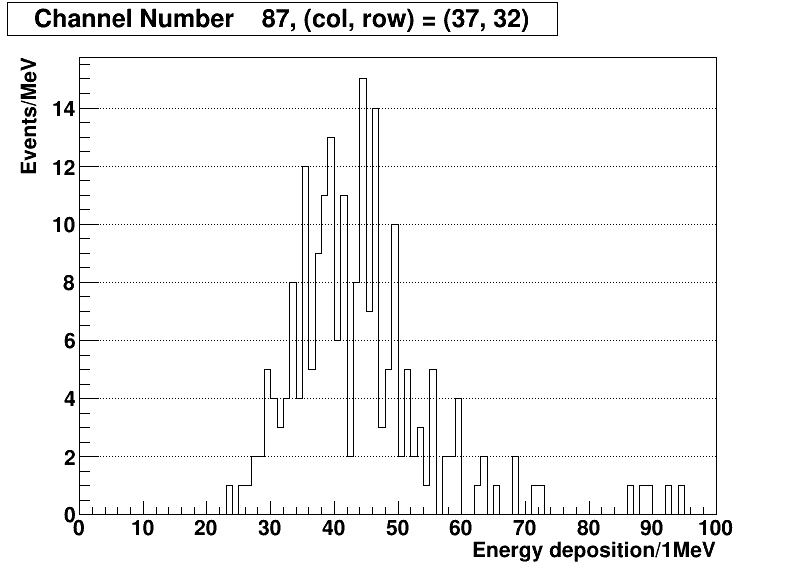 Channel Number 87, (col, row) = (37, 32)
Events/MeV
14
12
10
8
6
4
2
0
0 10 20 30 40 50 60 70 80 90 100
Energy deposition/1MeV